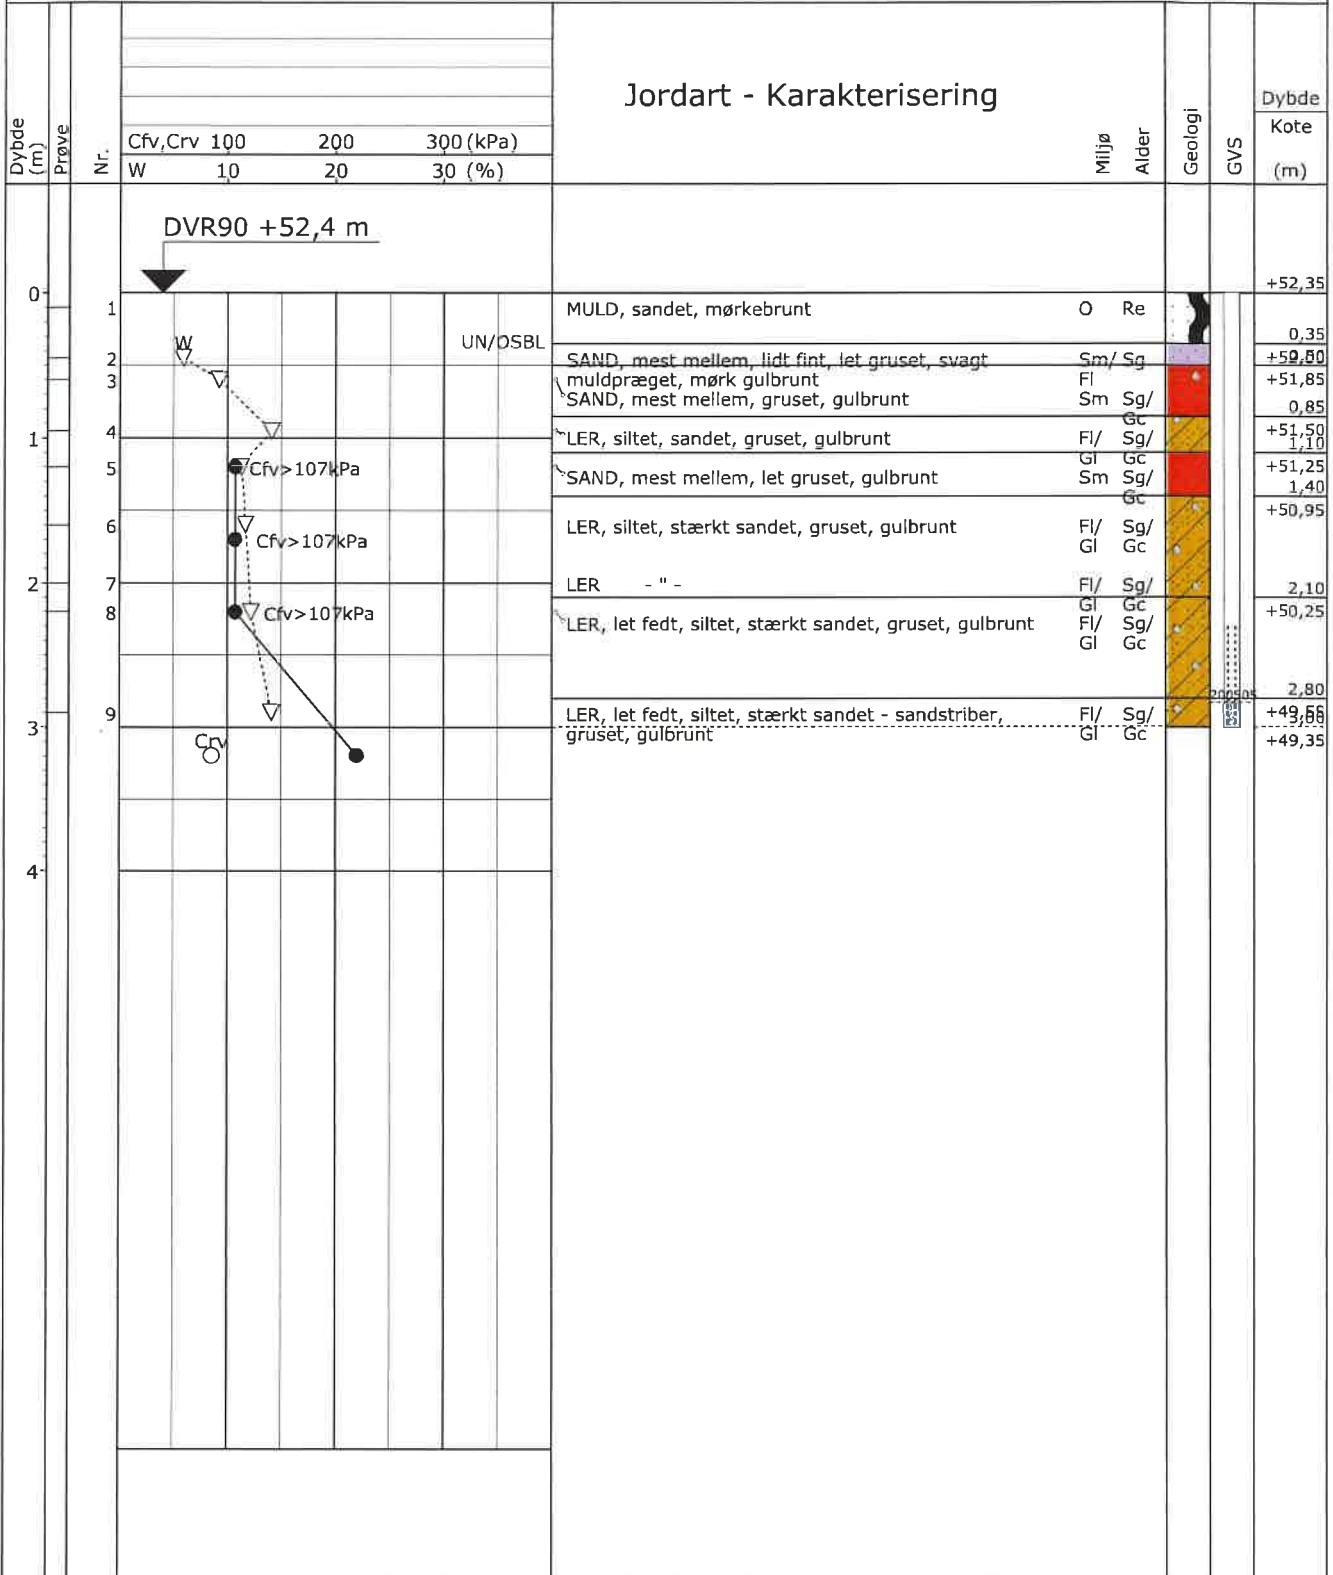 Jordart - Karakterisering
Dybde (m)
Prøve
Nr.
Cfv,Crv 100 200 300 (kPa)
W 10 20 30 (%)
Miljø
Alder
Geologi
GVS
Dybde
Kote
(m)
DVR90 +52,4 m
+52,35
0
1 MULD, sandet, mørkebrunt O Re
UN/OSBL
0,35
W
2 SAND, mest mellem, lidt fint, let gruset, svagt Sm/ Sg
3 muldpræget, mørk gulbrunt Fl
+51,85
SAND, mest mellem, gruset, gulbrunt Sm Sg/
Gc
0,85
+51,50
1 4 LER, siltet, sandet, gruset, gulbrunt Fl/ Sg/
Gl Gc
1,10
+51,25
5 Cfv>107kPa SAND, mest mellem, let gruset, gulbrunt Sm Sg/
Gc
1,40
+50,95
6 LER, siltet, stærkt sandet, gruset, gulbrunt Fl/ Sg/
Cfv>107kPa Gl Gc
2 7 LER - " - Fl/ Sg/
Gl Gc
2,10
+50,25
8 Cfv>107kPa LER, let fedt, siltet, stærkt sandet, gruset, gulbrunt Fl/ Sg/
Gl Gc
2,80
+49,55
9 LER, let fedt, siltet, stærkt sandet - sandstriber, Fl/ Sg/
gruset, gulbrunt Gl Gc
3
3,00
+49,35
Crv
4